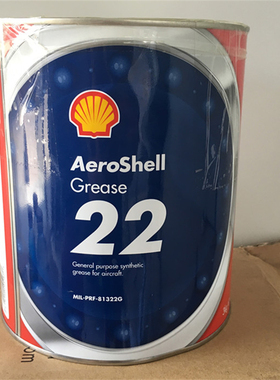 AeroShell
Grease
22
General purpose synthetic
grease for aircraft.
MIL-PRF-81322G